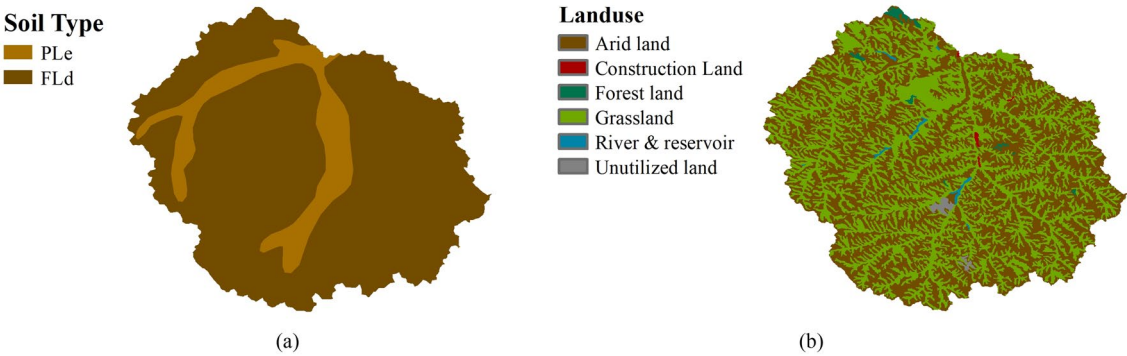 Soil Type
PLe
FLd
(a)
Landuse
Arid land
Construction Land
Forest land
Grassland
River & reservoir
Unutilized land
(b)